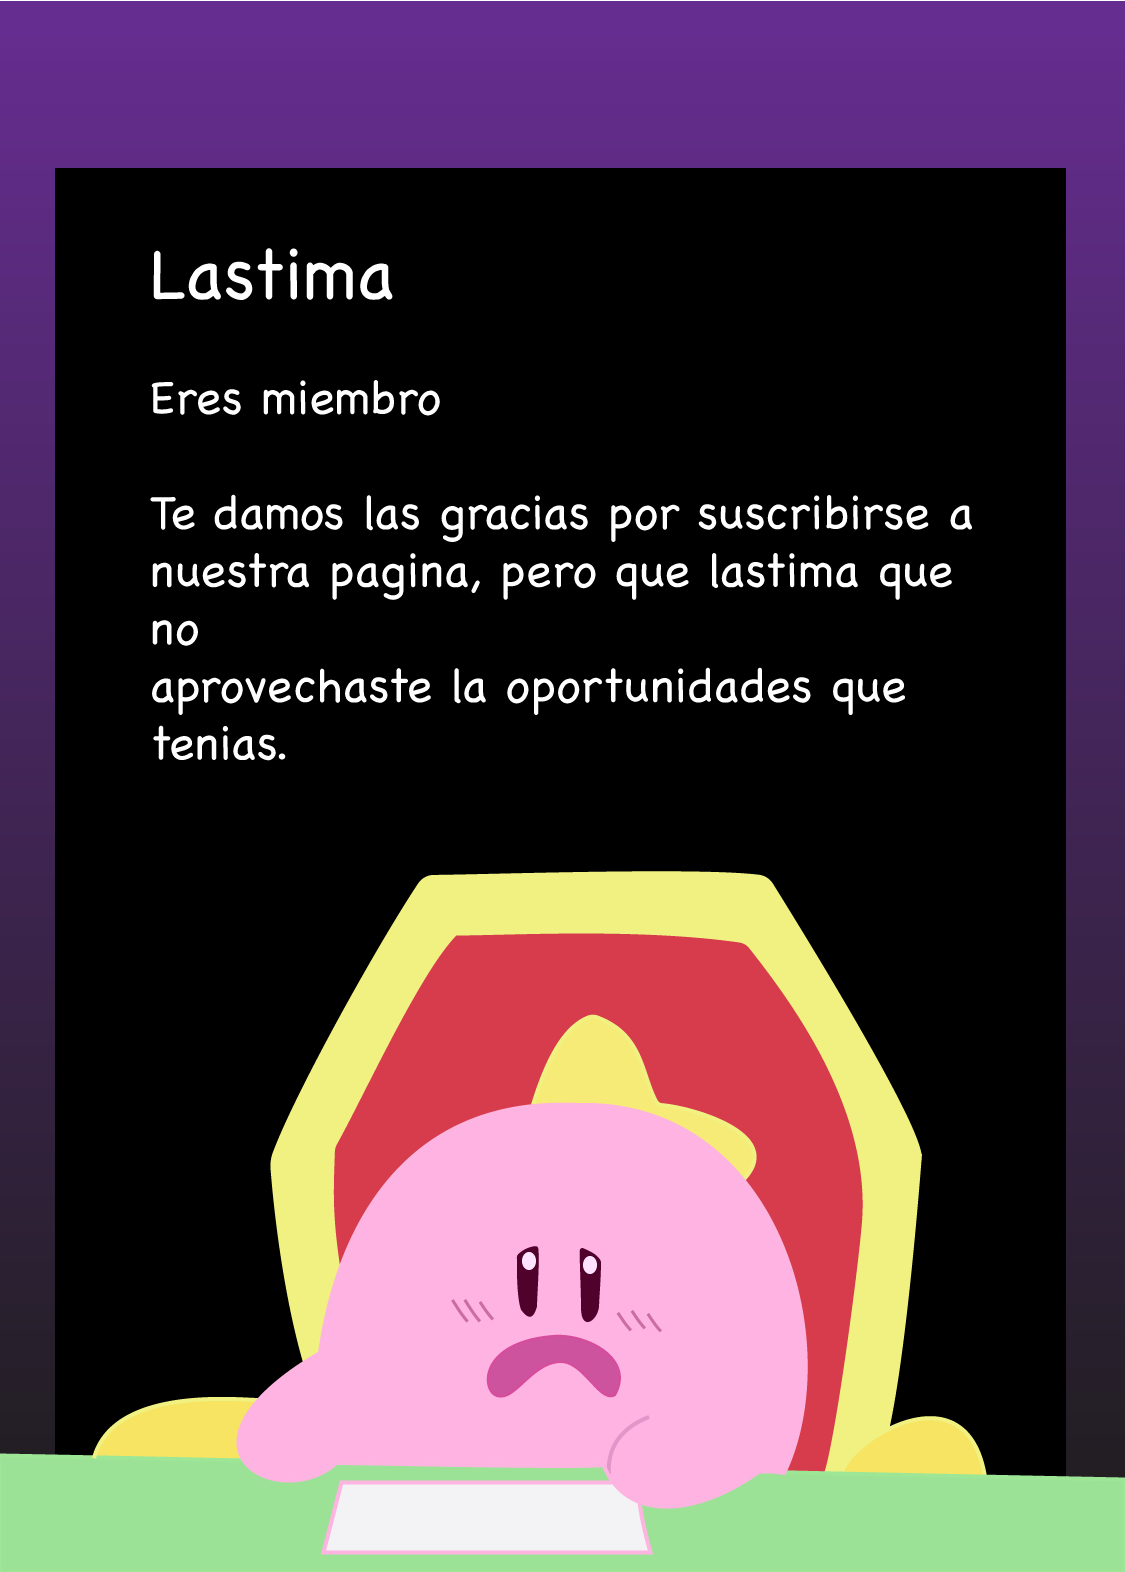 Lastima
Eres miembro
Te damos las gracias por suscribirse a
nuestra pagina, pero que lastima que
no
aprovechaste la oportunidades que
tenias.